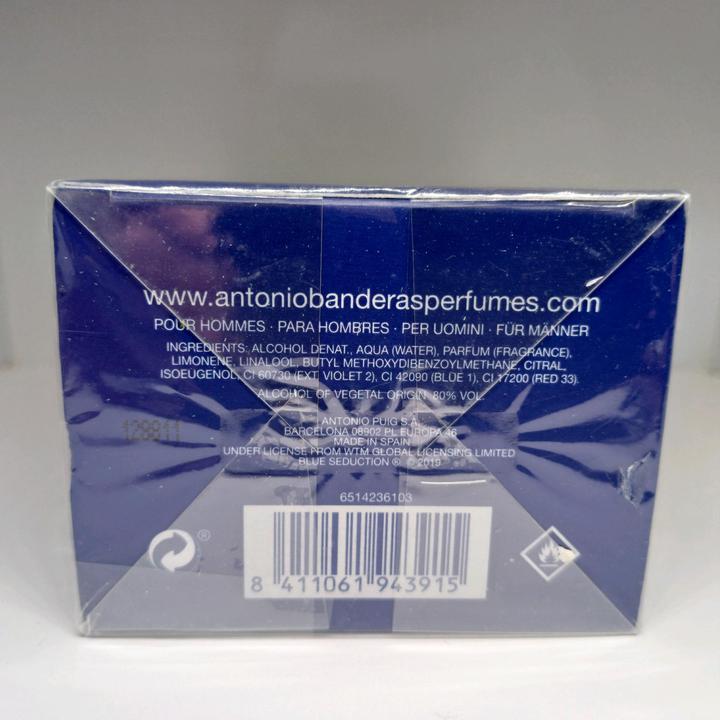 www.antoniobanderasperfumes.com
POUR HOMMES · PARA HOMBRES · PER UOMINI · FÜR MÄNNER
INGREDIENTS: ALCOHOL DENAT., AQUA (WATER), PARFUM (FRAGRANCE),
LIMONENE, LINALOOL, BUTYL METHOXYDIBENZOYLMETHANE, CITRAL,
ISOEUGENOL, CI 60730 (EXT. VIOLET 2), CI 42090 (BLUE 1), CI 17200 (RED 33).
ALCOHOL OF VEGETAL ORIGIN. 80% VOL.
128811
ANTONIO PUIG S.A.
BARCELONA 08902 PL EUROPA 46
MADE IN SPAIN
UNDER LICENSE FROM WTM GLOBAL LICENSING LIMITED
BLUE SEDUCTION ® © 2019
6514236103
®
8 411061 943915